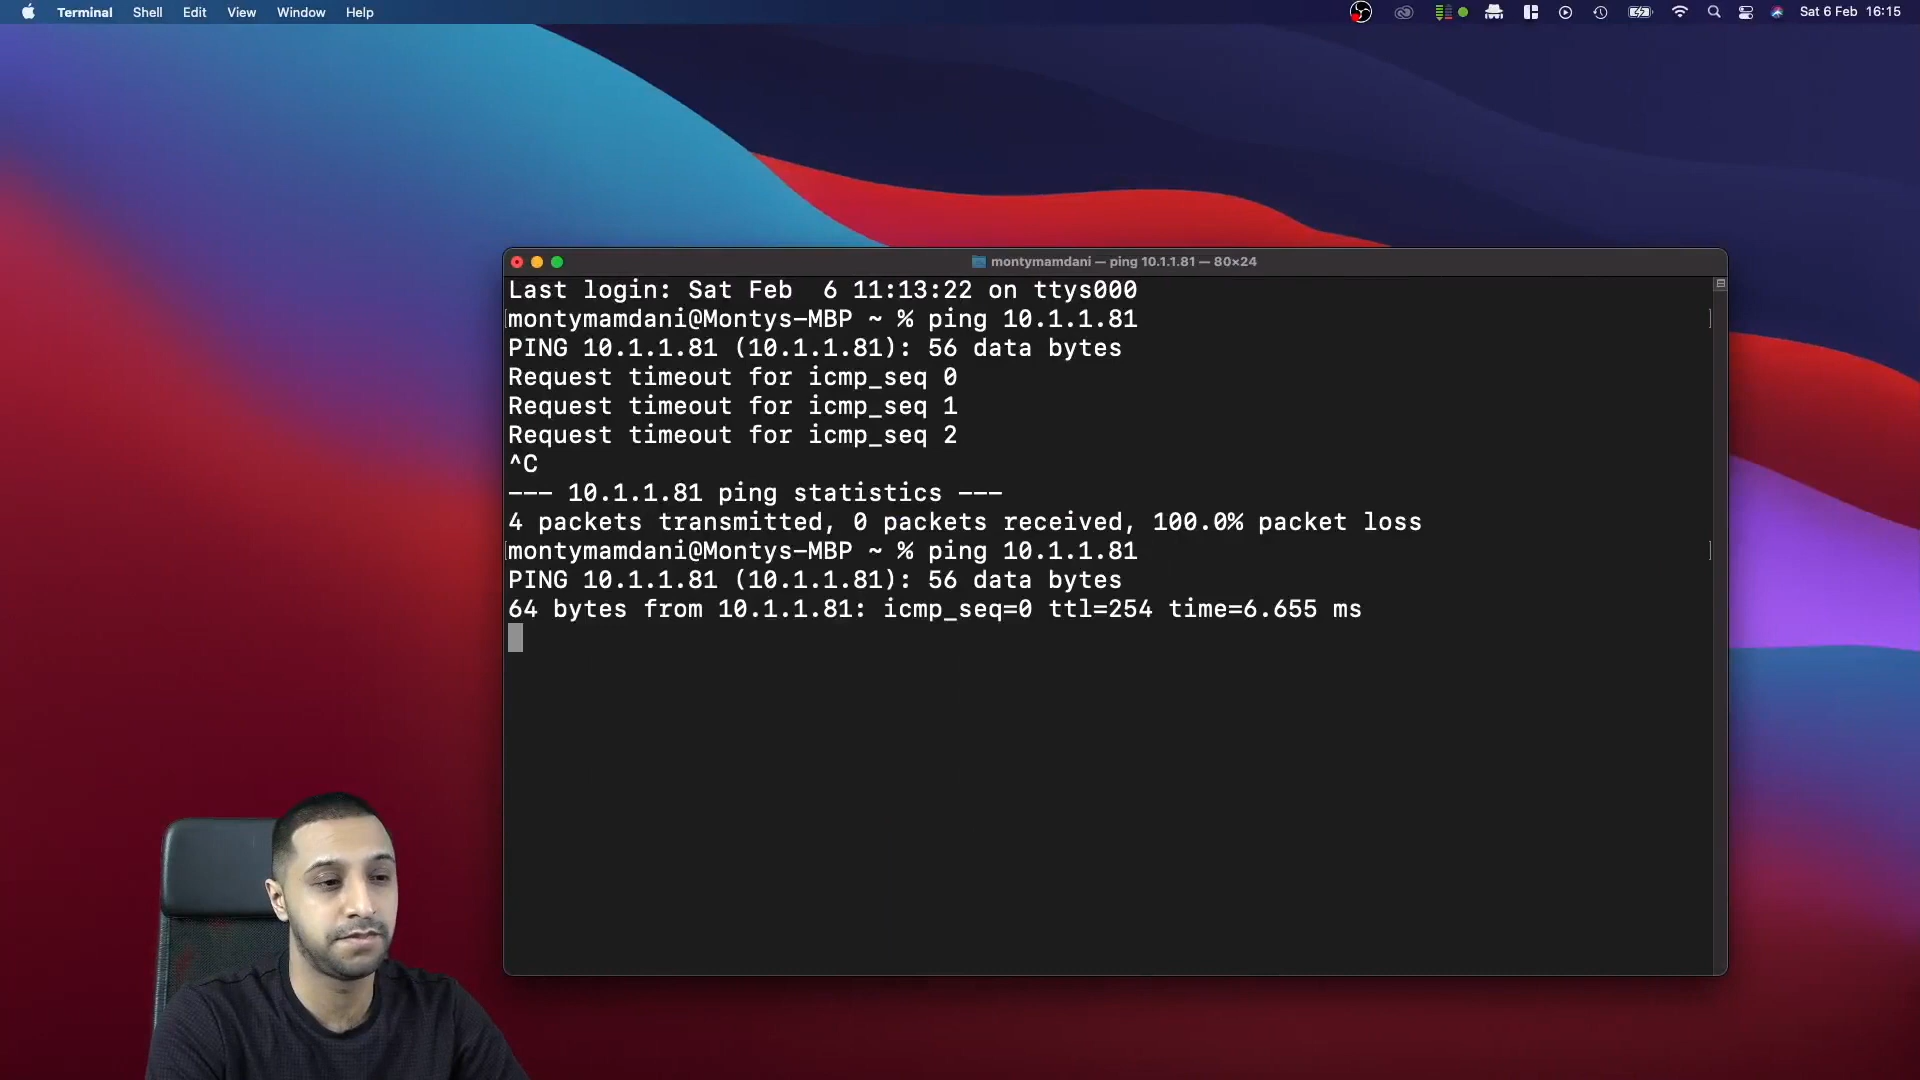 Terminal Shell Edit View Window Help Sat 6 Feb 16:15
montymamdani — ping 10.1.1.81 — 80×24
Last login: Sat Feb  6 11:13:22 on ttys000
montymamdani@Montys-MBP ~ % ping 10.1.1.81
PING 10.1.1.81 (10.1.1.81): 56 data bytes
Request timeout for icmp_seq 0
Request timeout for icmp_seq 1
Request timeout for icmp_seq 2
^C
--- 10.1.1.81 ping statistics ---
4 packets transmitted, 0 packets received, 100.0% packet loss
montymamdani@Montys-MBP ~ % ping 10.1.1.81
PING 10.1.1.81 (10.1.1.81): 56 data bytes
64 bytes from 10.1.1.81: icmp_seq=0 ttl=254 time=6.655 ms